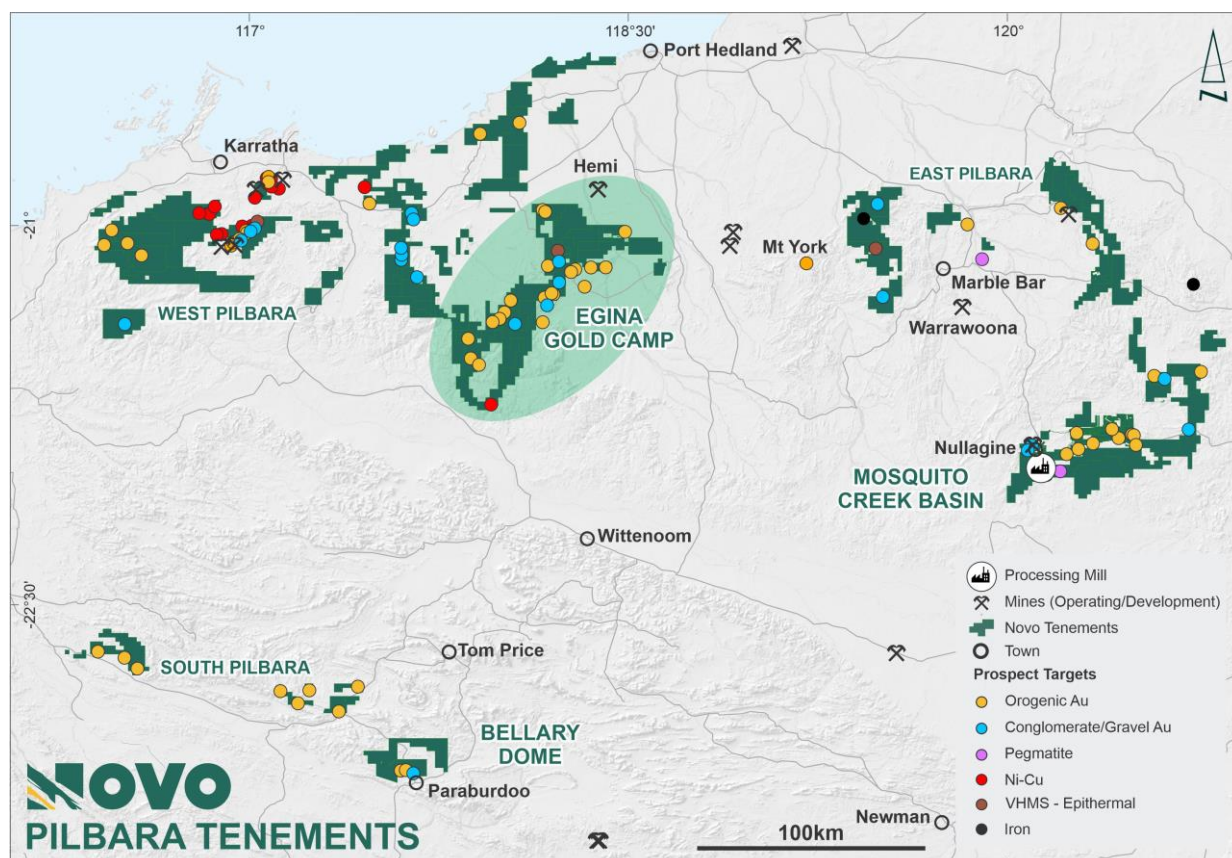 117°
118°30'
120°
Port Hedland
Karratha
Hemi
EAST PILBARA
-21°
Mt York
Marble Bar
WEST PILBARA
EGINA
GOLD CAMP
Warrawoona
Nullagine
MOSQUITO
CREEK BASIN
Wittenoom
-22°30'
Tom Price
SOUTH PILBARA
BELLARY
DOME
Paraburdoo
Newman
100km
Processing Mill
Mines (Operating/Development)
Novo Tenements
Town
Prospect Targets
Orogenic Au
Conglomerate/Gravel Au
Pegmatite
Ni-Cu
VHMS - Epithermal
Iron
NOVO
PILBARA TENEMENTS
N